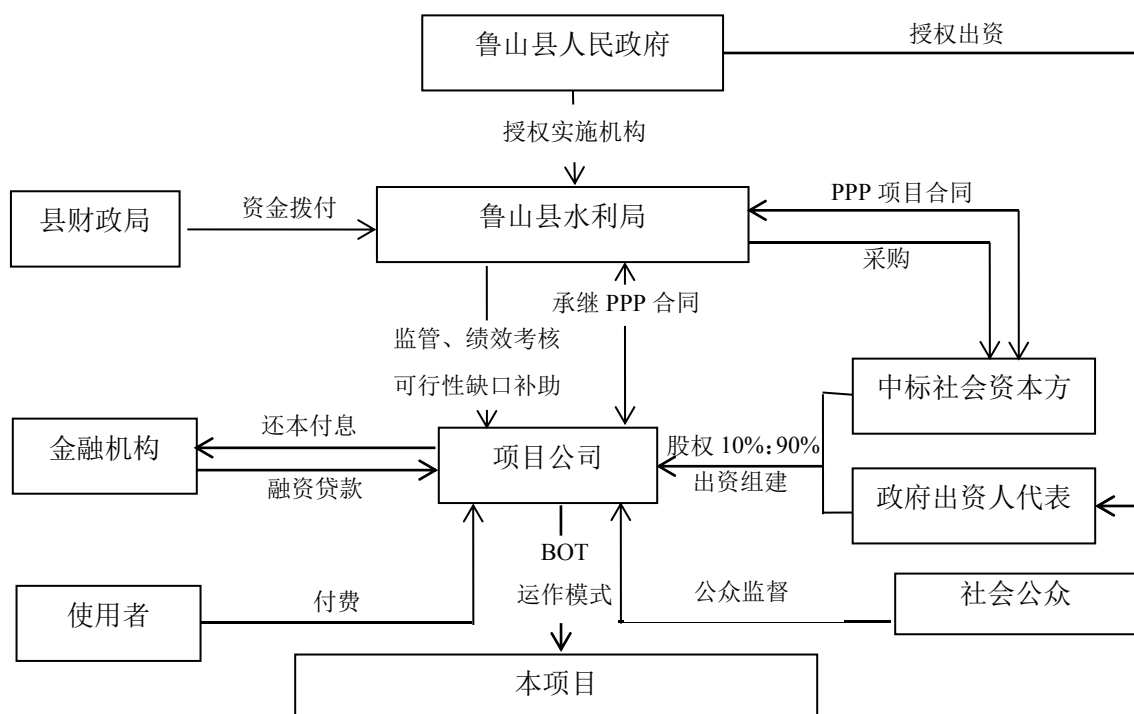 鲁山县人民政府
授权出资
授权实施机构
县财政局
资金拨付
鲁山县水利局
PPP 项目合同
采购
承继 PPP 合同
监管、绩效考核
可行性缺口补助
中标社会资本方
金融机构
还本付息
融资贷款
项目公司
股权 10%:90%
出资组建
政府出资人代表
BOT
运作模式
使用者
付费
公众监督
社会公众
本项目